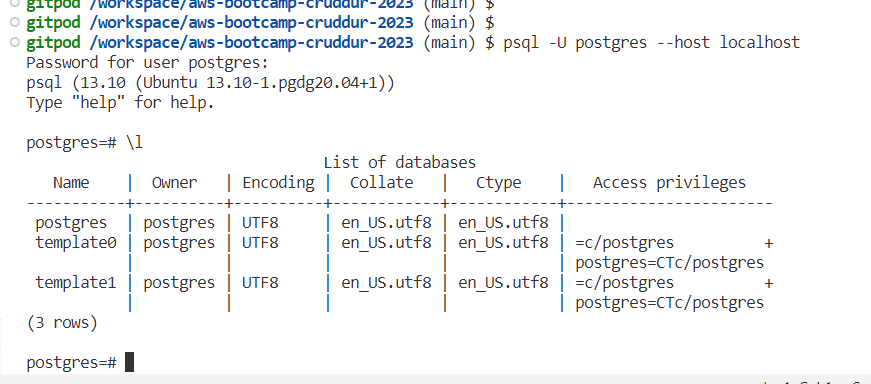 gitpod /workspace/aws-bootcamp-cruddur-2023 (main) $
gitpod /workspace/aws-bootcamp-cruddur-2023 (main) $
gitpod /workspace/aws-bootcamp-cruddur-2023 (main) $ psql -U postgres --host localhost
Password for user postgres:
psql (13.10 (Ubuntu 13.10-1.pgdg20.04+1))
Type "help" for help.

postgres=# \l
                              List of databases
   Name    |  Owner   | Encoding |  Collate   |   Ctype    |   Access privileges
-----------+----------+----------+------------+------------+-----------------------
 postgres  | postgres | UTF8     | en_US.utf8 | en_US.utf8 |
 template0 | postgres | UTF8     | en_US.utf8 | en_US.utf8 | =c/postgres          +
           |          |          |            |            | postgres=CTc/postgres
 template1 | postgres | UTF8     | en_US.utf8 | en_US.utf8 | =c/postgres          +
           |          |          |            |            | postgres=CTc/postgres
(3 rows)

postgres=#